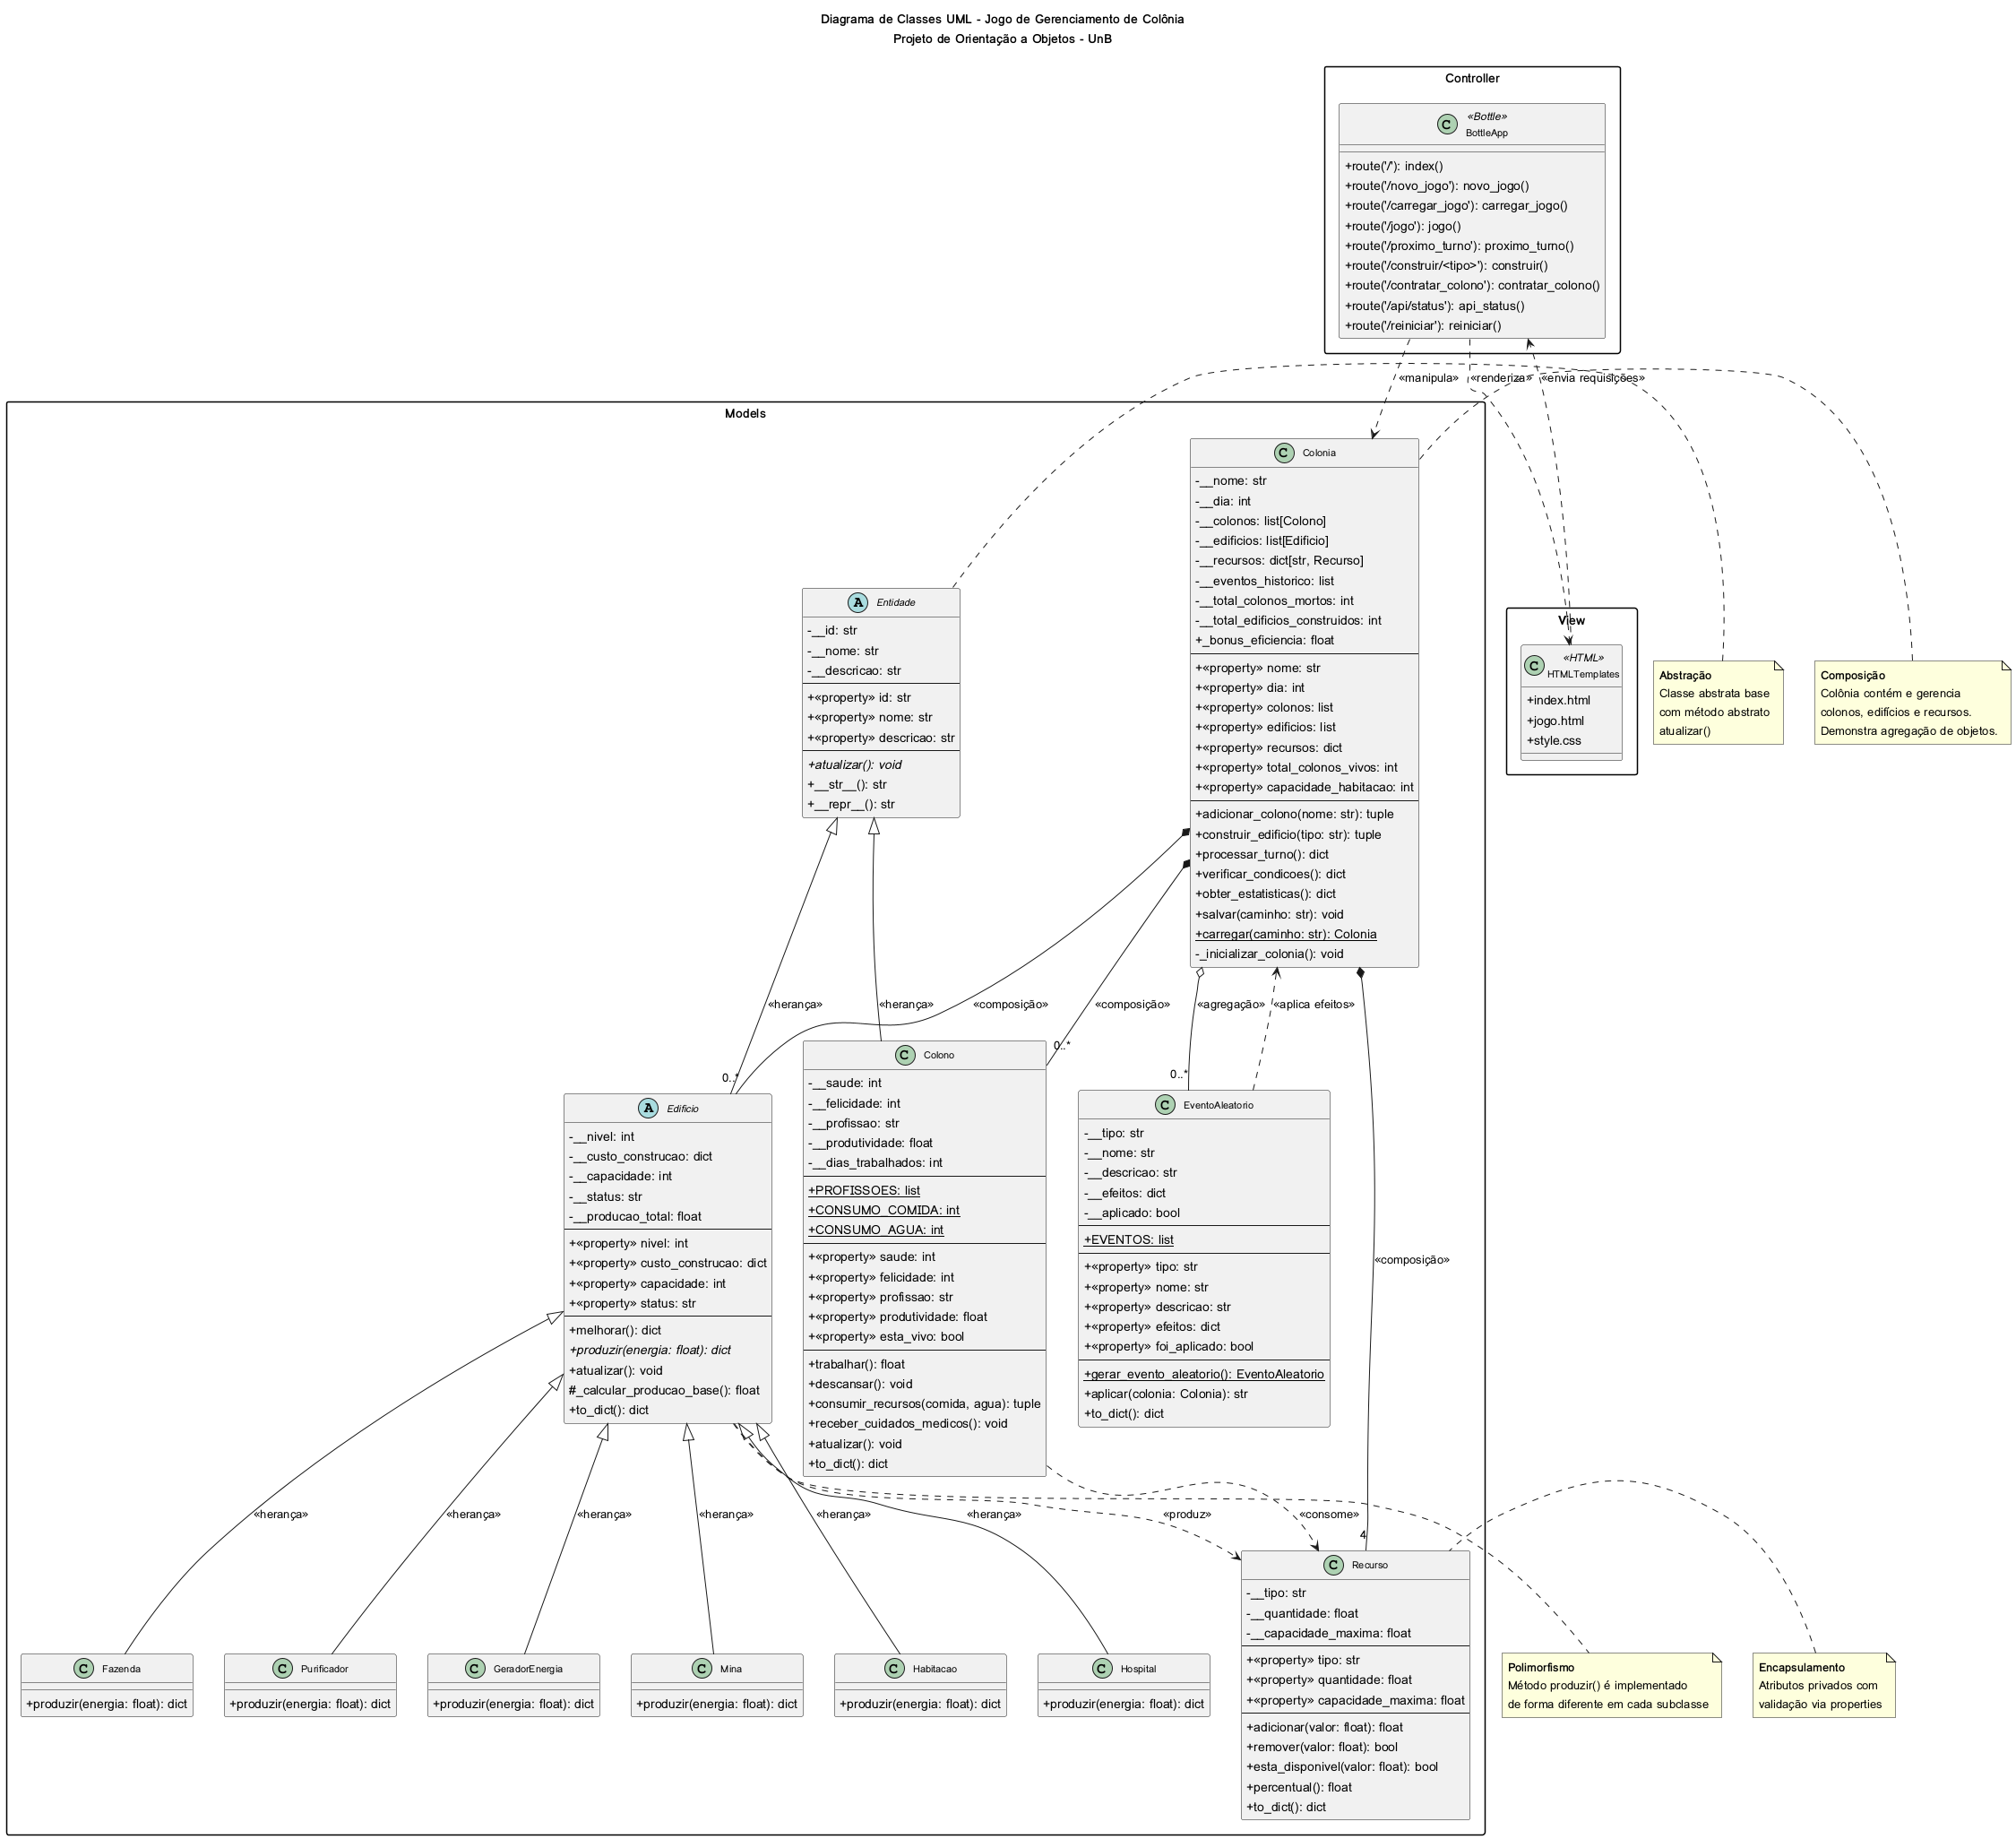 Diagrama de Classes UML - Jogo de Gerenciamento de Colônia
Projeto de Orientação a Objetos - UnB
Controller
C
«Bottle»
BottleApp
+route('/'): index()
+route('/novo_jogo'): novo_jogo()
+route('/carregar_jogo'): carregar_jogo()
+route('/jogo'): jogo()
+route('/proximo_turno'): proximo_turno()
+route('/construir/<tipo>'): construir()
+route('/contratar_colono'): contratar_colono()
+route('/api/status'): api_status()
+route('/reiniciar'): reiniciar()
«manipula»
«renderiza»
«envia requisições»
Models
C Colonia
-__nome: str
-__dia: int
-__colonos: list[Colono]
-__edificios: list[Edificio]
-__recursos: dict[str, Recurso]
-__eventos_historico: list
-__total_colonos_mortos: int
-__total_edificios_construidos: int
+_bonus_eficiencia: float
+«property» nome: str
+«property» dia: int
+«property» colonos: list
+«property» edificios: list
+«property» recursos: dict
+«property» total_colonos_vivos: int
+«property» capacidade_habitacao: int
+adicionar_colono(nome: str): tuple
+construir_edificio(tipo: str): tuple
+processar_turno(): dict
+verificar_condicoes(): dict
+obter_estatisticas(): dict
+salvar(caminho: str): void
+carregar(caminho: str): Colonia
-_inicializar_colonia(): void
A Entidade
-__id: str
-__nome: str
-__descricao: str
+«property» id: str
+«property» nome: str
+«property» descricao: str
+atualizar(): void
+__str__(): str
+__repr__(): str
View
C
«HTML»
HTMLTemplates
+index.html
+jogo.html
+style.css
Abstração
Classe abstrata base
com método abstrato
atualizar()
Composição
Colônia contém e gerencia
colonos, edifícios e recursos.
Demonstra agregação de objetos.
«herança»
«herança»
«composição»
«composição»
«agregação»
«aplica efeitos»
0..*
0..*
0..*
A Edificio
-__nivel: int
-__custo_construcao: dict
-__capacidade: int
-__status: str
-__producao_total: float
+«property» nivel: int
+«property» custo_construcao: dict
+«property» capacidade: int
+«property» status: str
+melhorar(): dict
+produzir(energia: float): dict
+atualizar(): void
#_calcular_producao_base(): float
+to_dict(): dict
C Colono
-__saude: int
-__felicidade: int
-__profissao: str
-__produtividade: float
-__dias_trabalhados: int
+PROFISSOES: list
+CONSUMO_COMIDA: int
+CONSUMO_AGUA: int
+«property» saude: int
+«property» felicidade: int
+«property» profissao: str
+«property» produtividade: float
+«property» esta_vivo: bool
+trabalhar(): float
+descansar(): void
+consumir_recursos(comida, agua): tuple
+receber_cuidados_medicos(): void
+atualizar(): void
+to_dict(): dict
C EventoAleatorio
-__tipo: str
-__nome: str
-__descricao: str
-__efeitos: dict
-__aplicado: bool
+EVENTOS: list
+«property» tipo: str
+«property» nome: str
+«property» descricao: str
+«property» efeitos: dict
+«property» foi_aplicado: bool
+gerar_evento_aleatorio(): EventoAleatorio
+aplicar(colonia: Colonia): str
+to_dict(): dict
«composição»
«herança»
«herança»
«herança»
«herança»
«herança»
«herança»
«produz»
«consome»
4
C Fazenda
+produzir(energia: float): dict
C Purificador
+produzir(energia: float): dict
C GeradorEnergia
+produzir(energia: float): dict
C Mina
+produzir(energia: float): dict
C Habitacao
+produzir(energia: float): dict
C Hospital
+produzir(energia: float): dict
C Recurso
-__tipo: str
-__quantidade: float
-__capacidade_maxima: float
+«property» tipo: str
+«property» quantidade: float
+«property» capacidade_maxima: float
+adicionar(valor: float): float
+remover(valor: float): bool
+esta_disponivel(valor: float): bool
+percentual(): float
+to_dict(): dict
Polimorfismo
Método produzir() é implementado
de forma diferente em cada subclasse
Encapsulamento
Atributos privados com
validação via properties